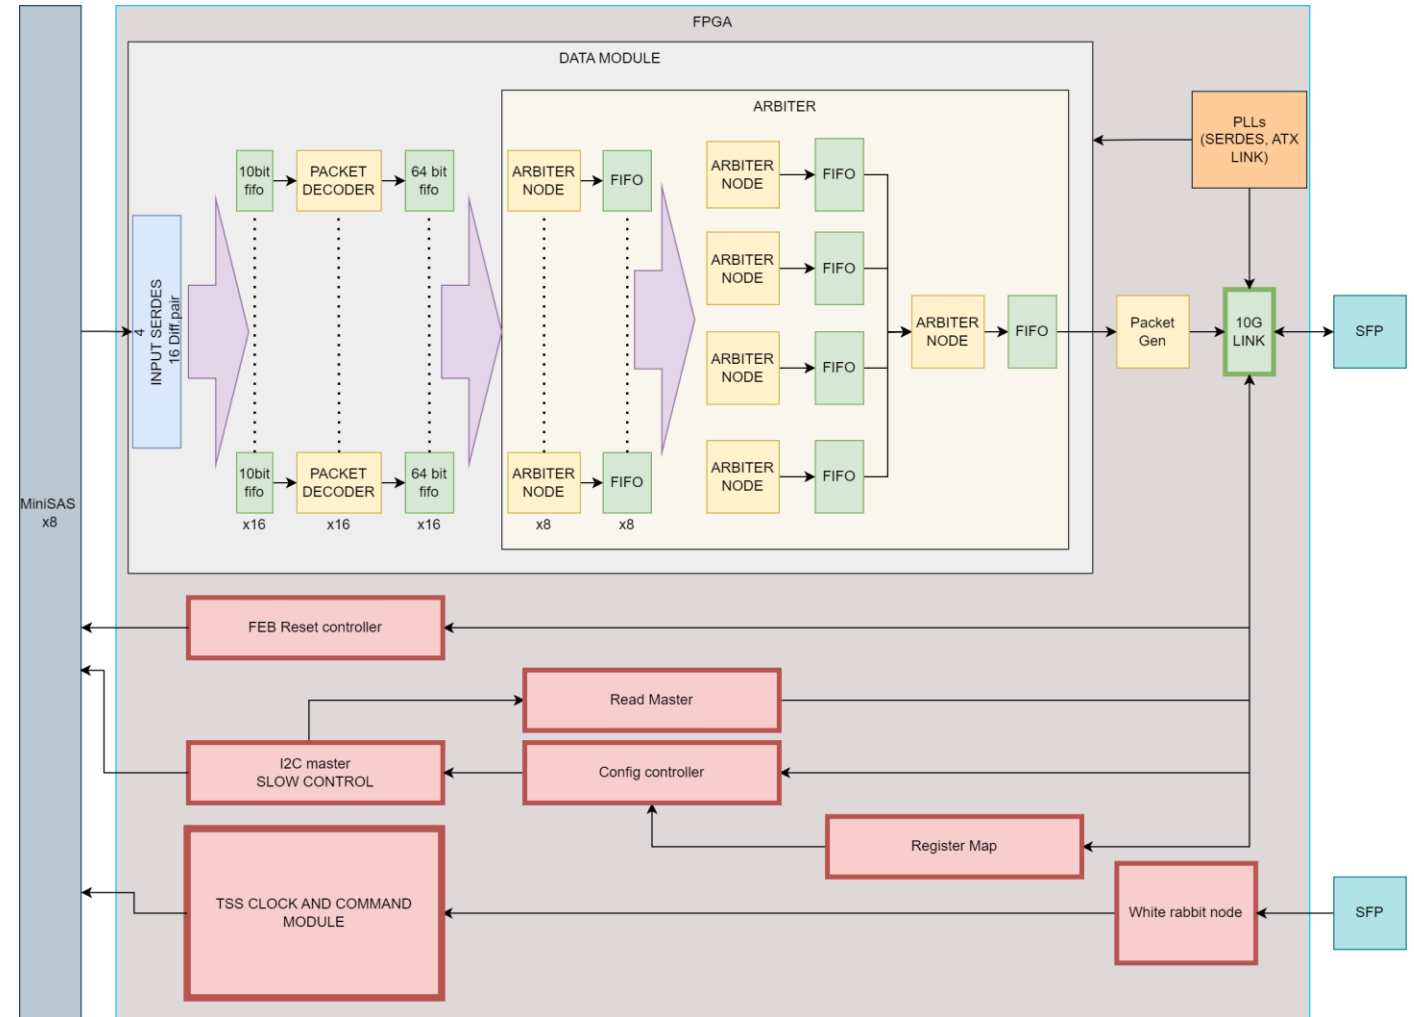 FPGA
DATA MODULE
ARBITER
PLLs
(SERDES, ATX
LINK)
10bit
fifo
PACKET
DECODER
64 bit
fifo
ARBITER
NODE
FIFO
ARBITER
NODE
FIFO
ARBITER
NODE
FIFO
4
INPUT SERDES
16 Diff.pair
ARBITER
NODE
FIFO
Packet
Gen
10G
LINK
SFP
ARBITER
NODE
FIFO
10bit
fifo
PACKET
DECODER
64 bit
fifo
ARBITER
NODE
FIFO
ARBITER
NODE
FIFO
x16
x16
x16
x8
x8
MiniSAS
x8
FEB Reset controller
Read Master
I2C master
SLOW CONTROL
Config controller
Register Map
TSS CLOCK AND COMMAND
MODULE
White rabbit node
SFP